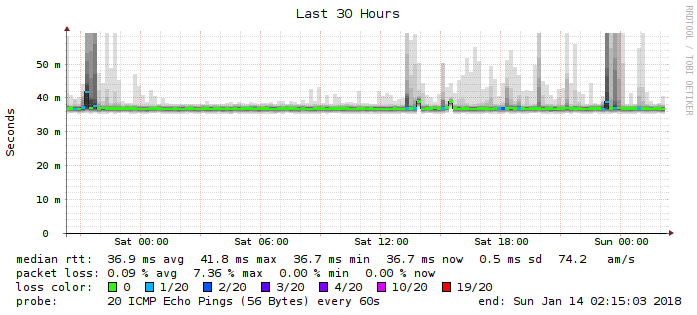 Last 30 Hours
RRDTOOL / TOBI OETIKER
Seconds
50 m
40 m
30 m
20 m
10 m
0
Sat 00:00 Sat 06:00 Sat 12:00 Sat 18:00 Sun 00:00
median rtt: 36.9 ms avg 41.8 ms max 36.7 ms min 36.7 ms now 0.5 ms sd 74.2 am/s
packet loss: 0.09 % avg 7.36 % max 0.00 % min 0.00 % now
loss color: 0 1/20 2/20 3/20 4/20 10/20 19/20
probe: 20 ICMP Echo Pings (56 Bytes) every 60s end: Sun Jan 14 02:15:03 2018